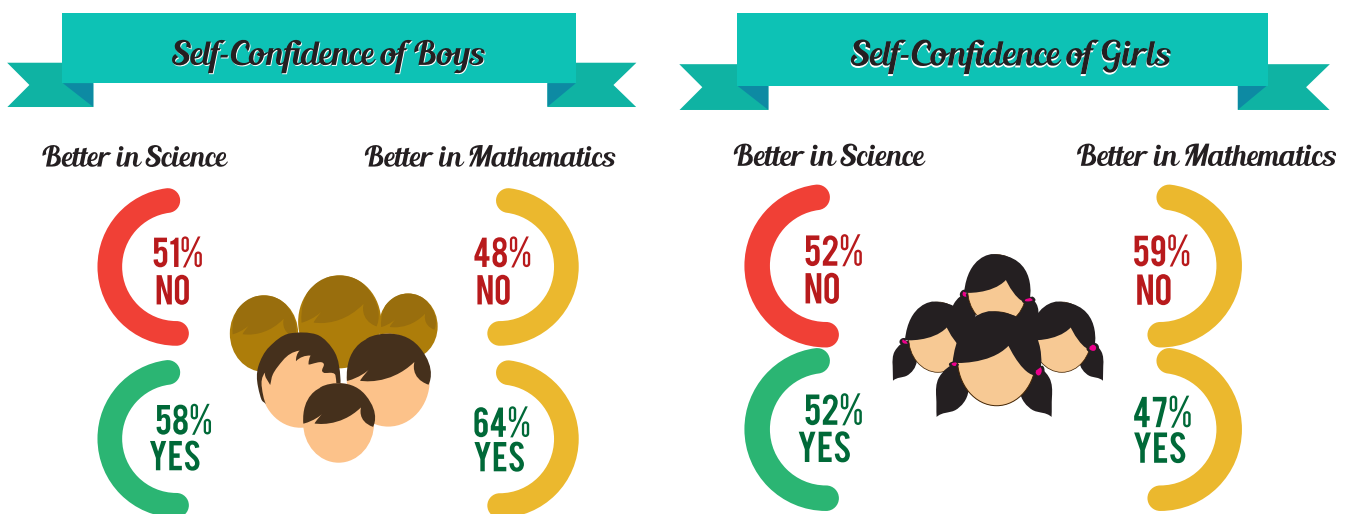 Self-Confidence of Boys
Better in Science
Better in Mathematics
51%
NO
48%
NO
58%
YES
64%
YES
Self-Confidence of Girls
Better in Science
Better in Mathematics
52%
NO
59%
NO
52%
YES
47%
YES